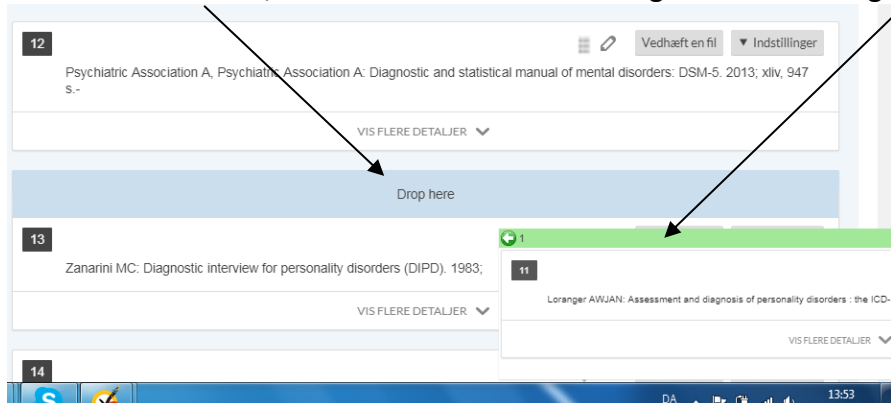 12
Vedhæft en fil ▼ Indstillinger
Psychiatric Association A, Psychiatric Association A: Diagnostic and statistical manual of mental disorders: DSM-5. 2013; xliv, 947
s.-
VIS FLERE DETALJER
Drop here
13
Zanarini MC: Diagnostic interview for personality disorders (DIPD). 1983;
VIS FLERE DETALJER
1
11
Loranger AWJAN: Assessment and diagnosis of personality disorders : the ICD-
VIS FLERE DETALJER
14
DA
13:53